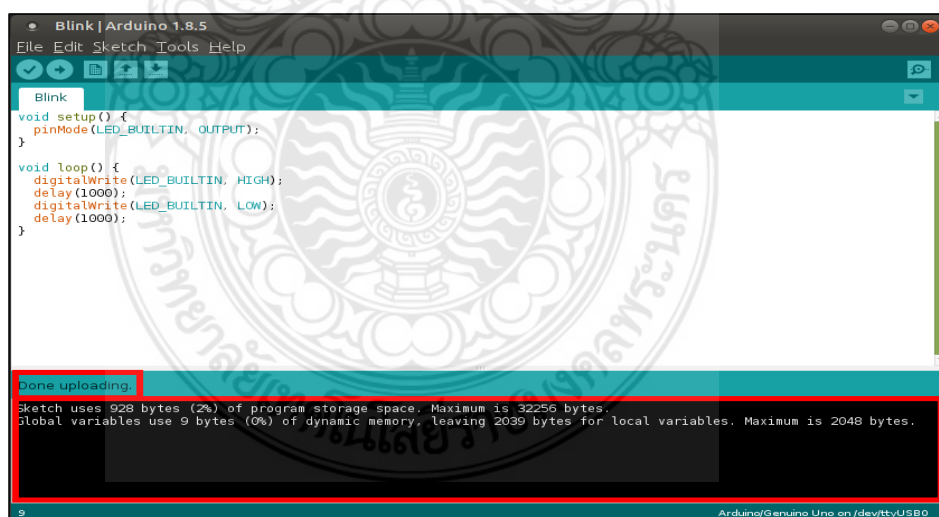 Blink | Arduino 1.8.5
File Edit Sketch Tools Help
Blink
void setup() {
pinMode(LED_BUILTIN, OUTPUT);
}
void loop() {
digitalWrite(LED_BUILTIN, HIGH);
delay(1000);
digitalWrite(LED_BUILTIN, LOW);
delay(1000);
}
Done uploading.
Sketch uses 928 bytes (2%) of program storage space. Maximum is 32256 bytes.
Global variables use 9 bytes (0%) of dynamic memory, leaving 2039 bytes for local variables. Maximum is 2048 bytes.
9
Arduino/Genuino Uno on /dev/ttyUSB0